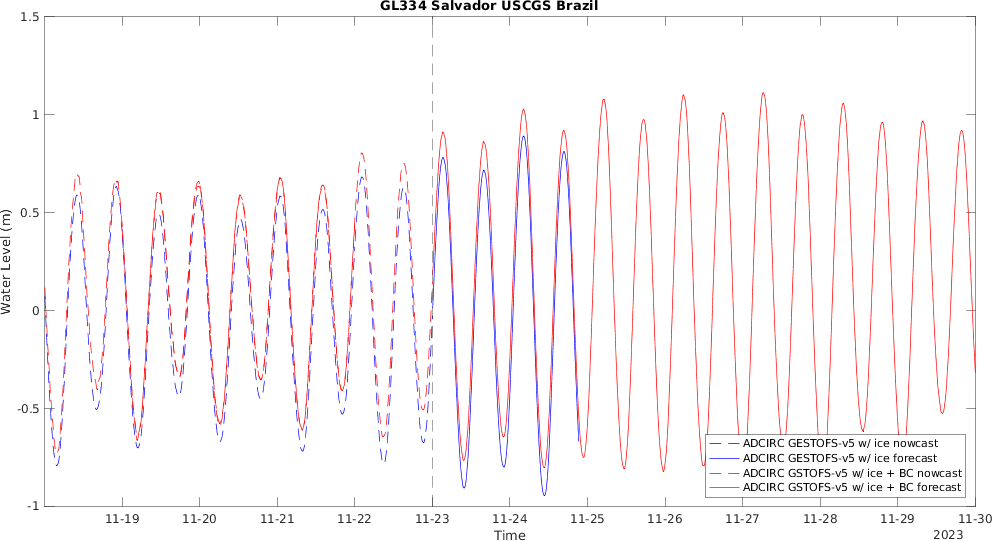 GL334 Salvador USCGS Brazil
1.5
1
0.5
0
-0.5
-1
Water Level (m)
11-19
11-20
11-21
11-22
11-23
11-24
11-25
11-26
11-27
11-28
11-29
11-30
Time
2023
ADCIRC GESTOFS-v5 w/ ice nowcast
ADCIRC GESTOFS-v5 w/ ice forecast
ADCIRC GSTOFS-v5 w/ ice + BC nowcast
ADCIRC GSTOFS-v5 w/ ice + BC forecast